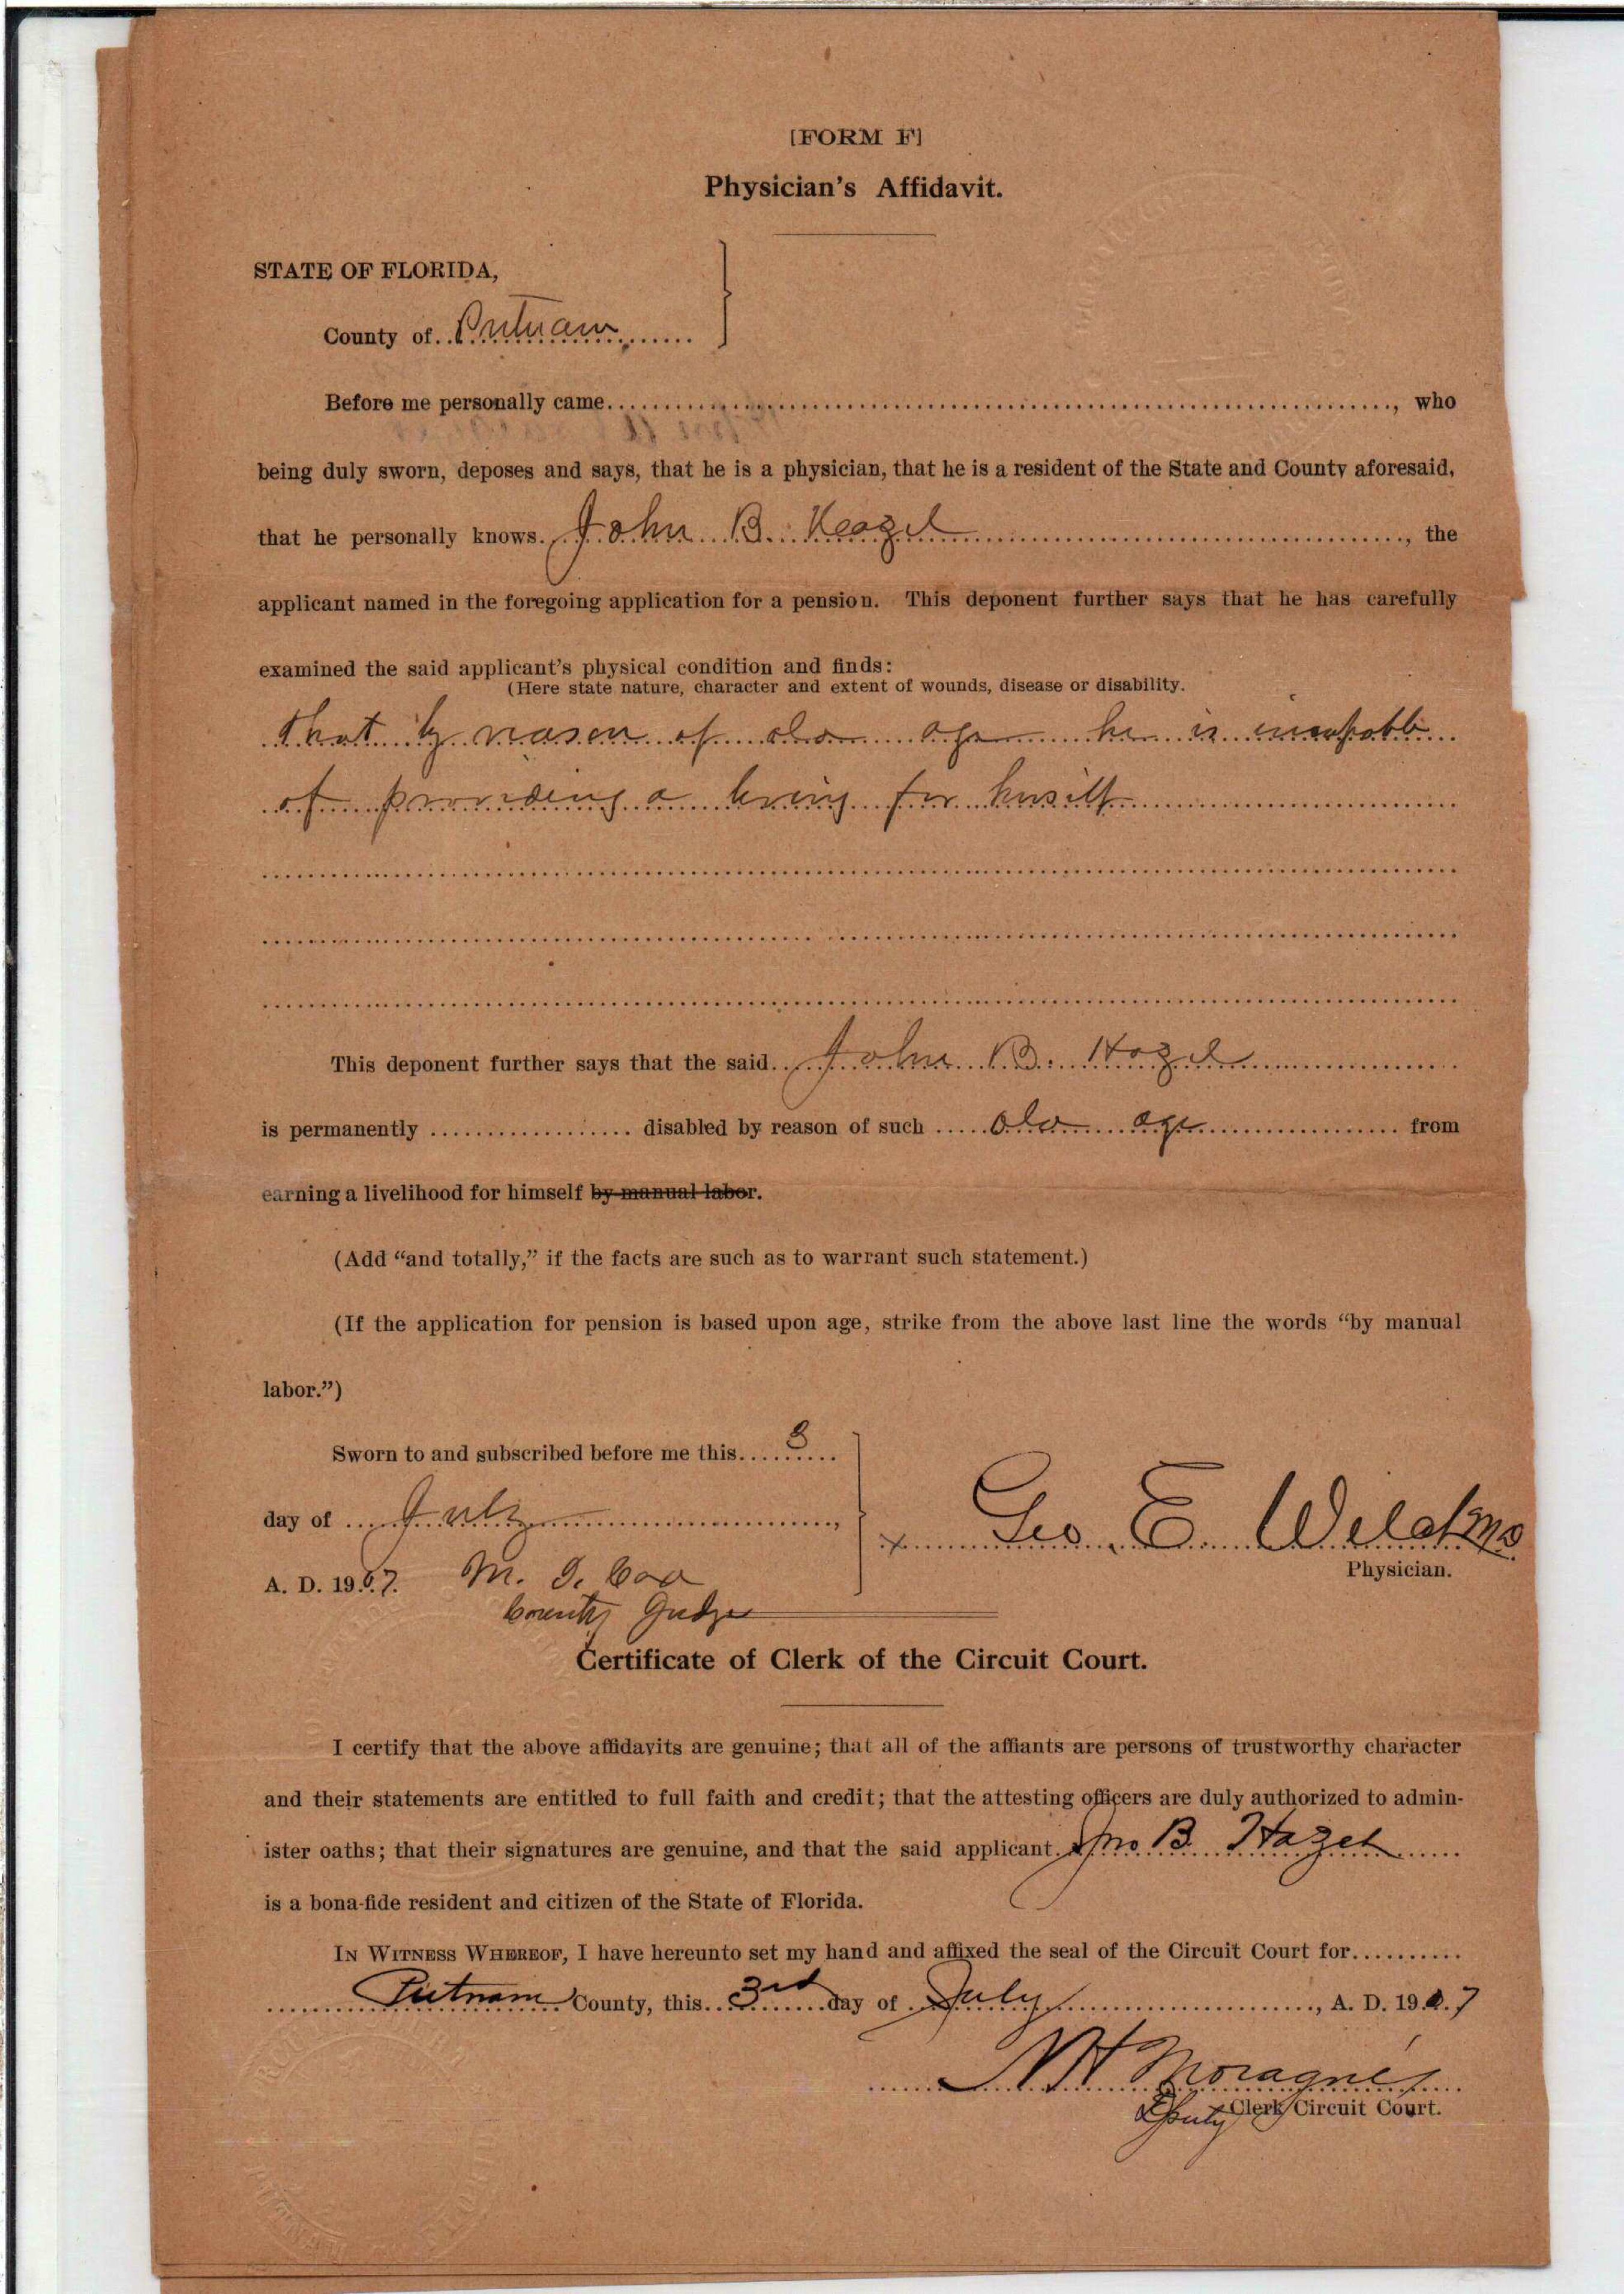 [FORM F]
Physician's Affidavit.
STATE OF FLORIDA,
County of Putnam
Before me personally came, who
being duly sworn, deposes and says, that he is a physician, that he is a resident of the State and County aforesaid,
that he personally knows John B. Heazel, the
applicant named in the foregoing application for a pension. This deponent further says that he has carefully
examined the said applicant's physical condition and finds:
(Here state nature, character and extent of wounds, disease or disability.
that by reason of old age he is incapable
of providing a living for himself
This deponent further says that the said John B. Hazel
is permanently disabled by reason of such old age from
earning a livelihood for himself by manual labor.
(Add "and totally," if the facts are such as to warrant such statement.)
(If the application for pension is based upon age, strike from the above last line the words "by manual
labor.")
Sworn to and subscribed before me this 3
day of July,
A. D. 1907. M. I. Cox
County Judge
Geo. E. Welch MD
Physician.
Certificate of Clerk of the Circuit Court.
I certify that the above affidavits are genuine; that all of the affiants are persons of trustworthy character
and their statements are entitled to full faith and credit; that the attesting officers are duly authorized to admin-
ister oaths; that their signatures are genuine, and that the said applicant Jno B. Hazel
is a bona-fide resident and citizen of the State of Florida.
IN WITNESS WHEREOF, I have hereunto set my hand and affixed the seal of the Circuit Court for
Putnam County, this 3rd day of July, A. D. 1907
Moragne
Deputy Clerk Circuit Court.